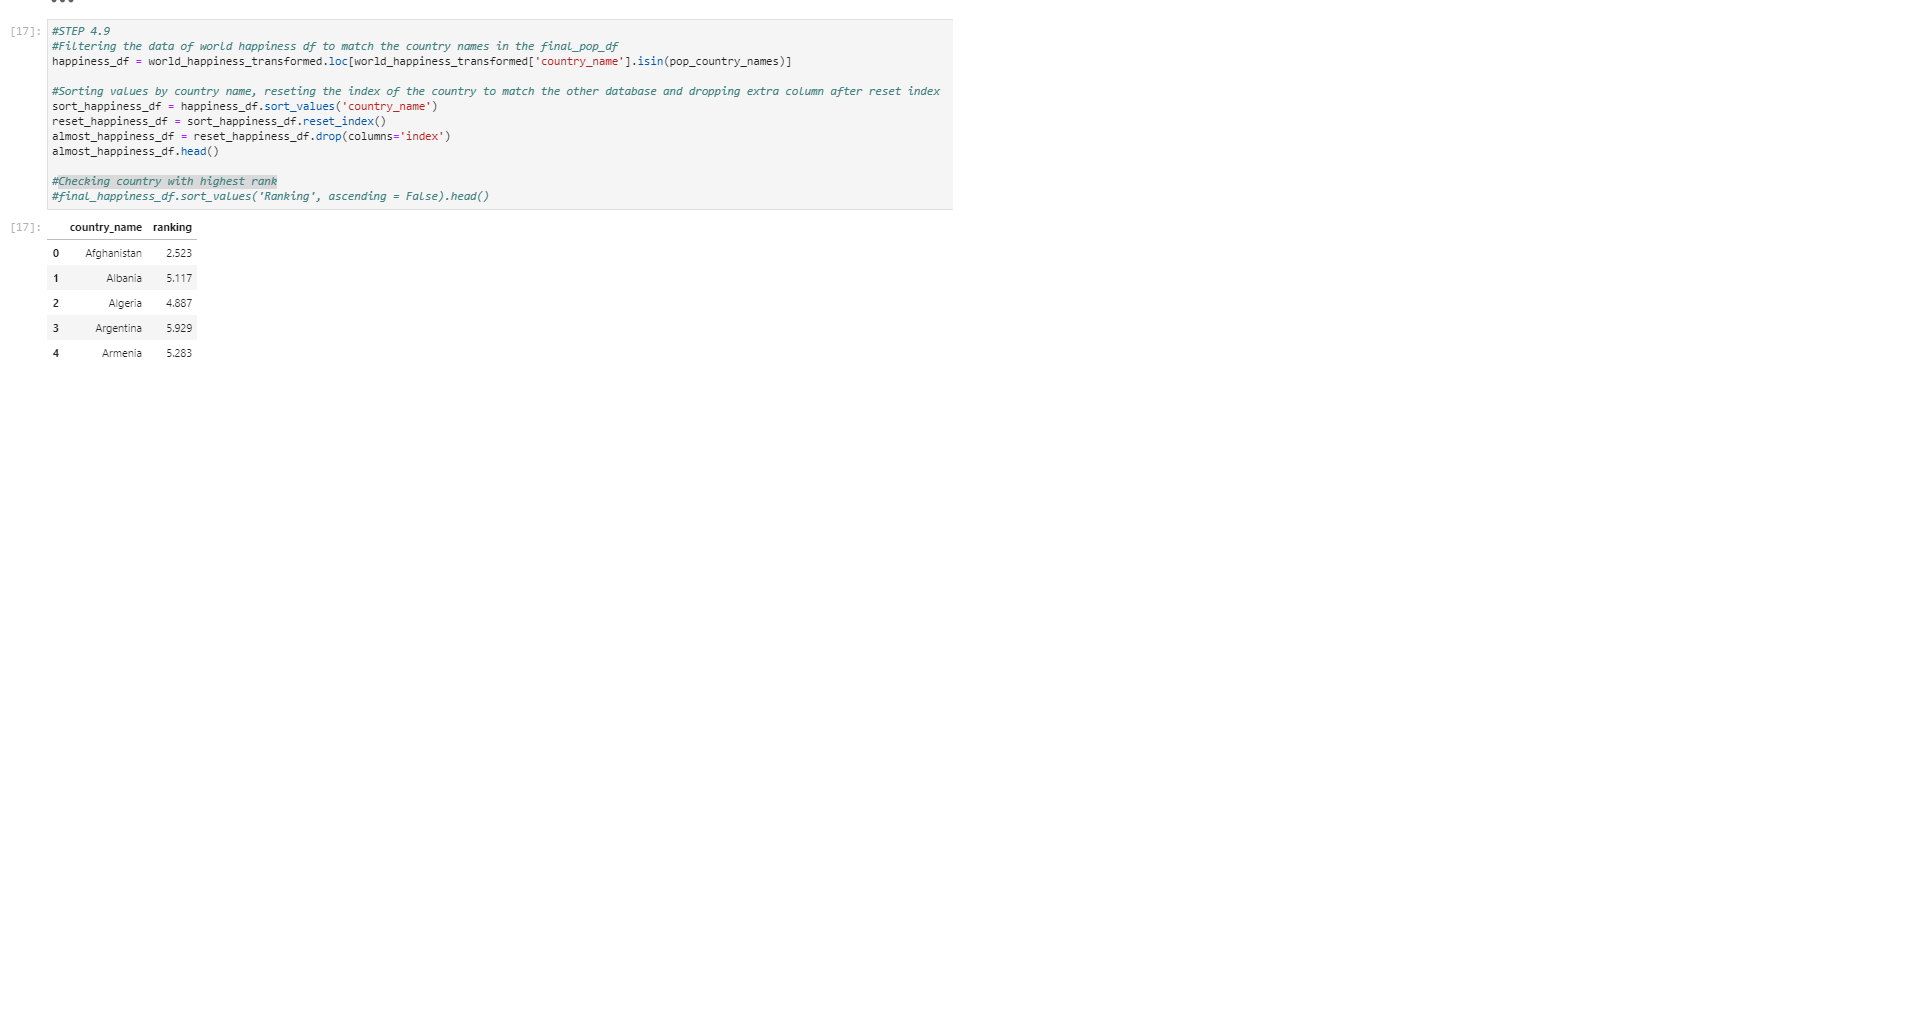 [17]: #STEP 4.9
#Filtering the data of world happiness df to match the country names in the final_pop_df
happiness_df = world_happiness_transformed.loc[world_happiness_transformed['country_name'].isin(pop_country_names)]
#Sorting values by country name, reseting the index of the country to match the other database and dropping extra column after reset index
sort_happiness_df = happiness_df.sort_values('country_name')
reset_happiness_df = sort_happiness_df.reset_index()
almost_happiness_df = reset_happiness_df.drop(columns='index')
almost_happiness_df.head()
#Checking country with highest rank
#final_happiness_df.sort_values('Ranking', ascending = False).head()
[17]: country_name ranking
0 Afghanistan 2.523
1 Albania 5.117
2 Algeria 4.887
3 Argentina 5.929
4 Armenia 5.283